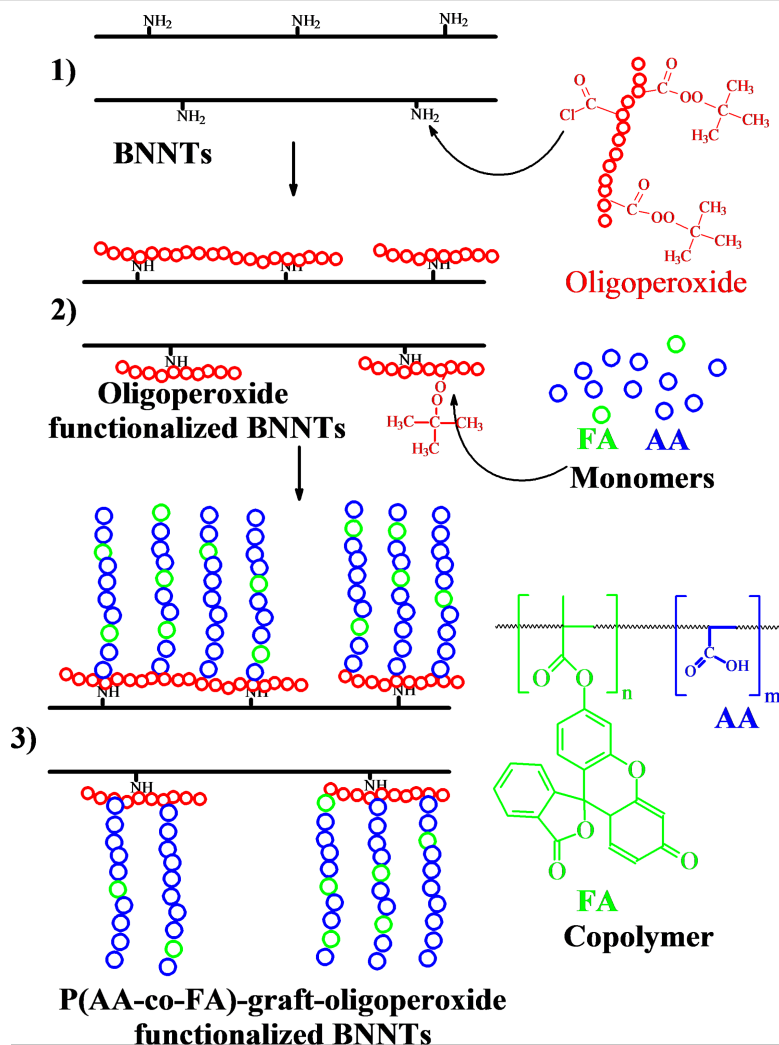 NH2 NH2 NH2
1)
NH2 NH2
BNNTs
O
Cl
O
OO
CH3
CH3
H3C
O
OO
CH3
CH3
H3C
Oligoperoxide
NH NH NH
2)
NH NH
Oligoperoxide
functionalized BNNTs
O
O
H3C C CH3
H3C
FA AA
Monomers
NH NH NH
3)
NH NH
P(AA-co-FA)-graft-oligoperoxide
functionalized BNNTs
n
m
O
O
O
OH
AA
O
O
O
O
FA
Copolymer